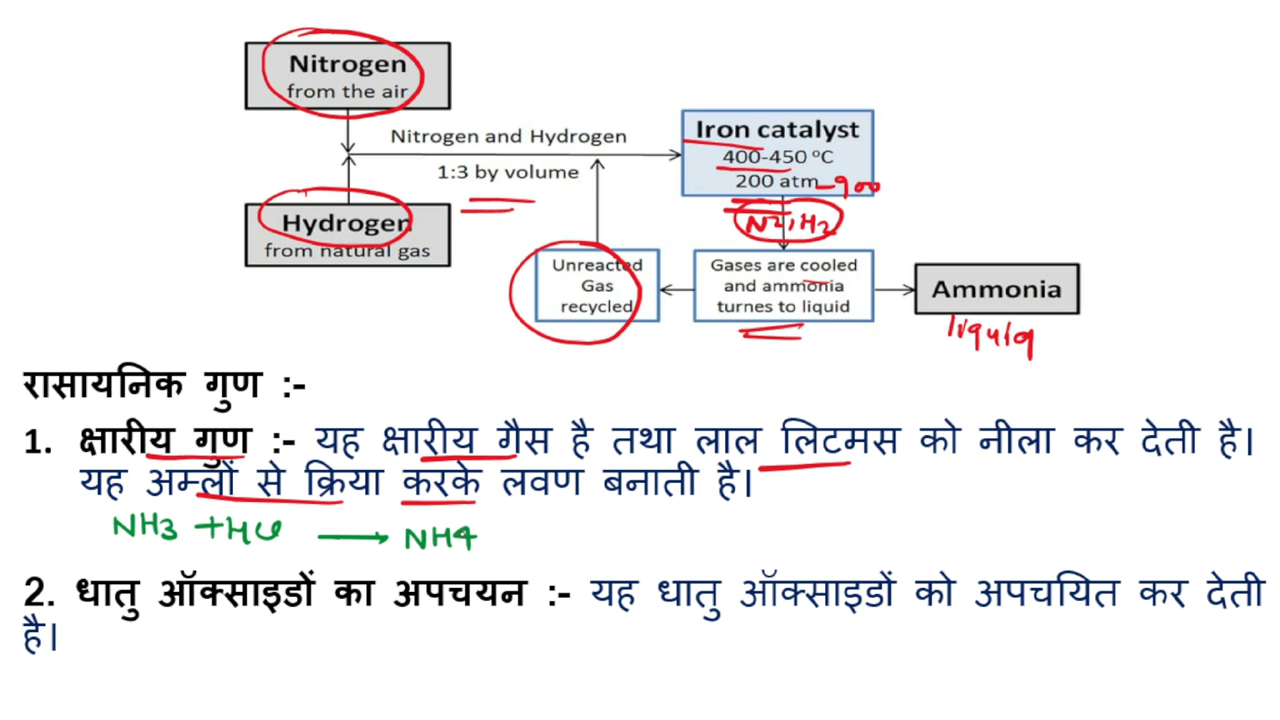 Nitrogen
from the air
Nitrogen and Hydrogen
1:3 by volume
Iron catalyst
400-450 ºC
200 atm -900
N2, H2
Hydrogen
from natural gas
Unreacted
Gas
recycled
Gases are cooled
and ammonia
turnes to liquid
Ammonia
रासायनिक गुण :-
1. क्षारीय गुण :- यह क्षारीय गैस है तथा लाल लिटमस को नीला कर देती है।
यह अम्लों से क्रिया करके लवण बनाती है।
NH3 + HCl → NH4
2. धातु ऑक्साइडों का अपचयन :- यह धातु ऑक्साइडों को अपचयित कर देती
है।